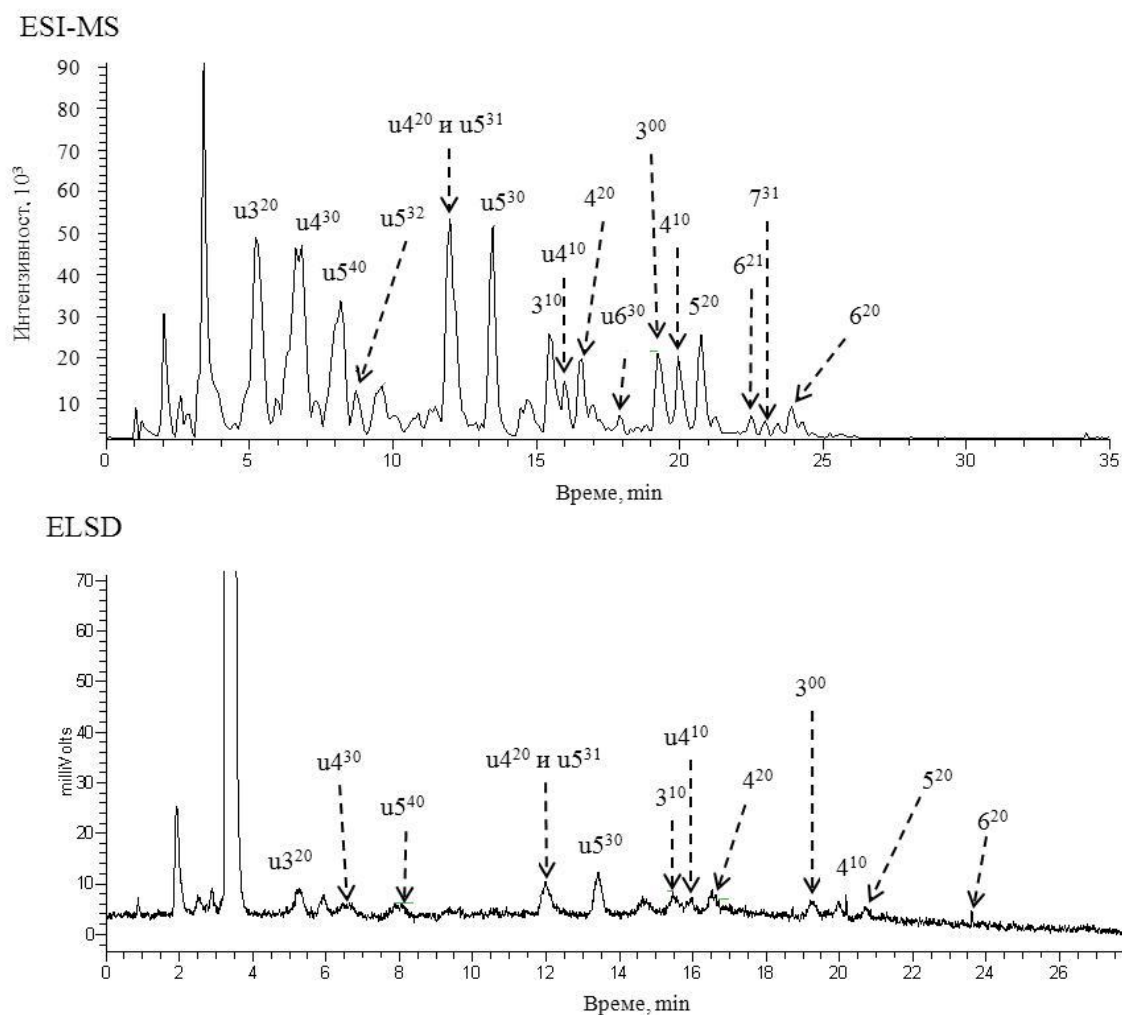 ESI-MS
90
80
70
60
50
40
30
20
10
Интензивност, 10³
u3²⁰
u4³⁰
u5⁴⁰
u5³²
u4²⁰ и u5³¹
u5³⁰
3¹⁰
u4¹⁰
4²⁰
u6³⁰
3⁰⁰
4¹⁰
5²⁰
6²¹
7³¹
6²⁰
0 5 10 15 20 25 30 35
Време, min
ELSD
70
60
50
40
30
20
10
0
milliVolts
u3²⁰
u4³⁰
u5⁴⁰
u4²⁰ и u5³¹
u5³⁰
3¹⁰
u4¹⁰
4²⁰
3⁰⁰
4¹⁰
5²⁰
6²⁰
0 2 4 6 8 10 12 14 16 18 20 22 24 26
Време, min